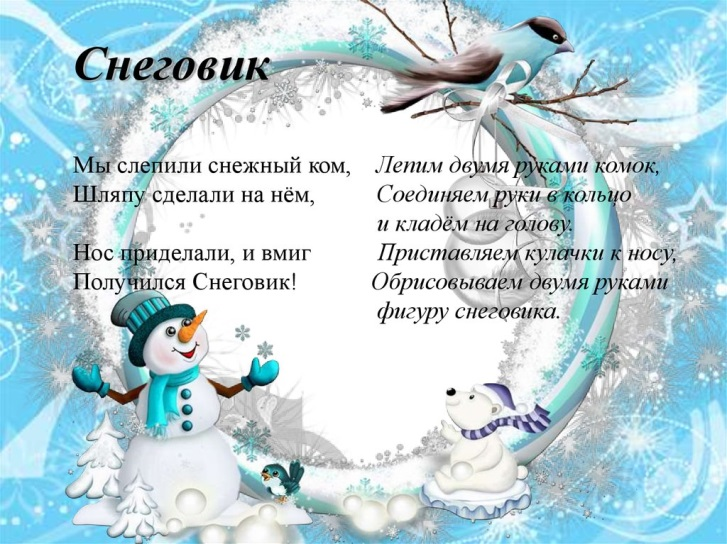 Снеговик
Мы слепили снежный ком, Лепим двумя руками комок,
Шляпу сделали на нём, Соединяем руки в кольцо
и кладём на голову.
Нос приделали, и вмиг Приставляем кулачки к носу,
Получился Снеговик! Обрисовываем двумя руками
фигуру снеговика.